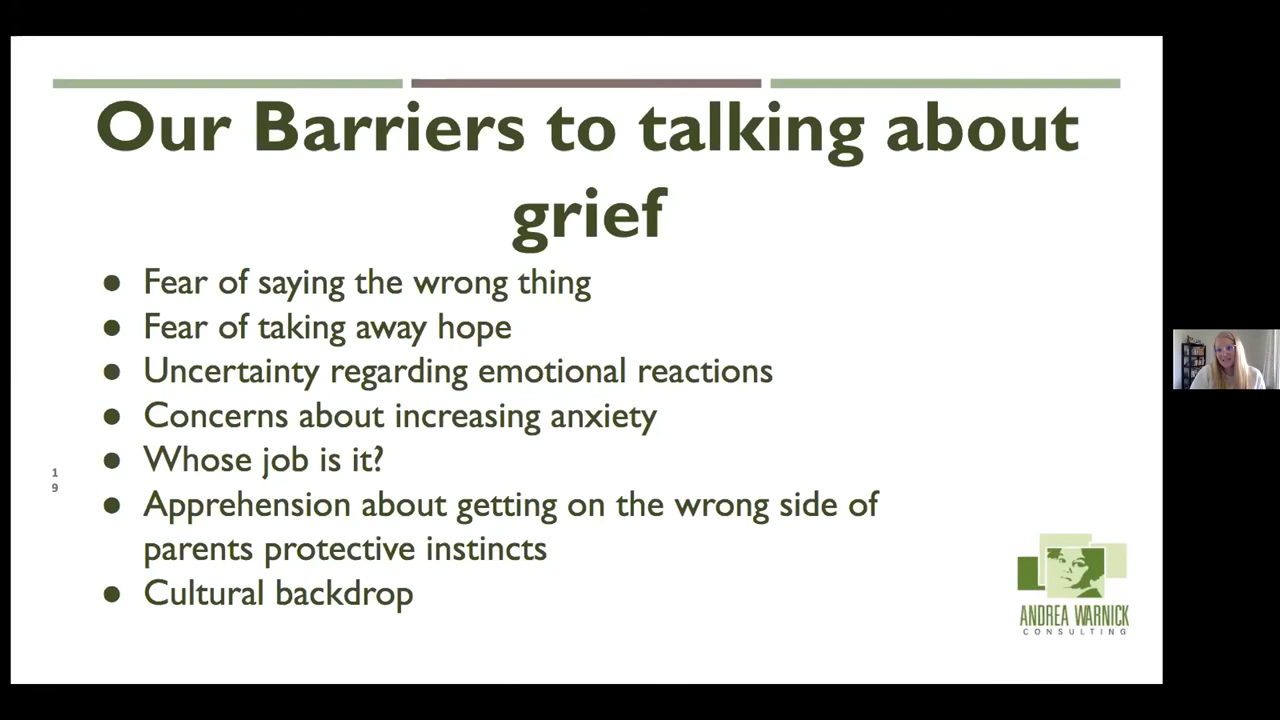 Our Barriers to talking about
grief
● Fear of saying the wrong thing
● Fear of taking away hope
● Uncertainty regarding emotional reactions
● Concerns about increasing anxiety
● Whose job is it?
● Apprehension about getting on the wrong side of
parents protective instincts
● Cultural backdrop
1
9
ANDREA WARNICK
CONSULTING